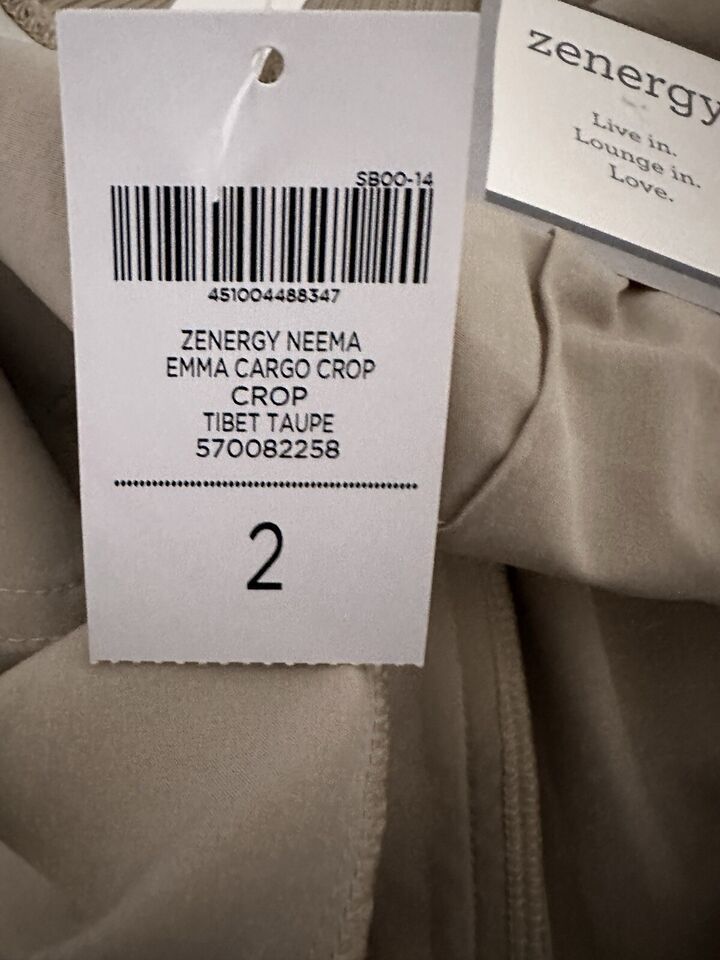 SB00-14
451004488347
ZENERGY NEEMA
EMMA CARGO CROP
CROP
TIBET TAUPE
570082258
2
zenergy
Live in.
Lounge in.
Love.